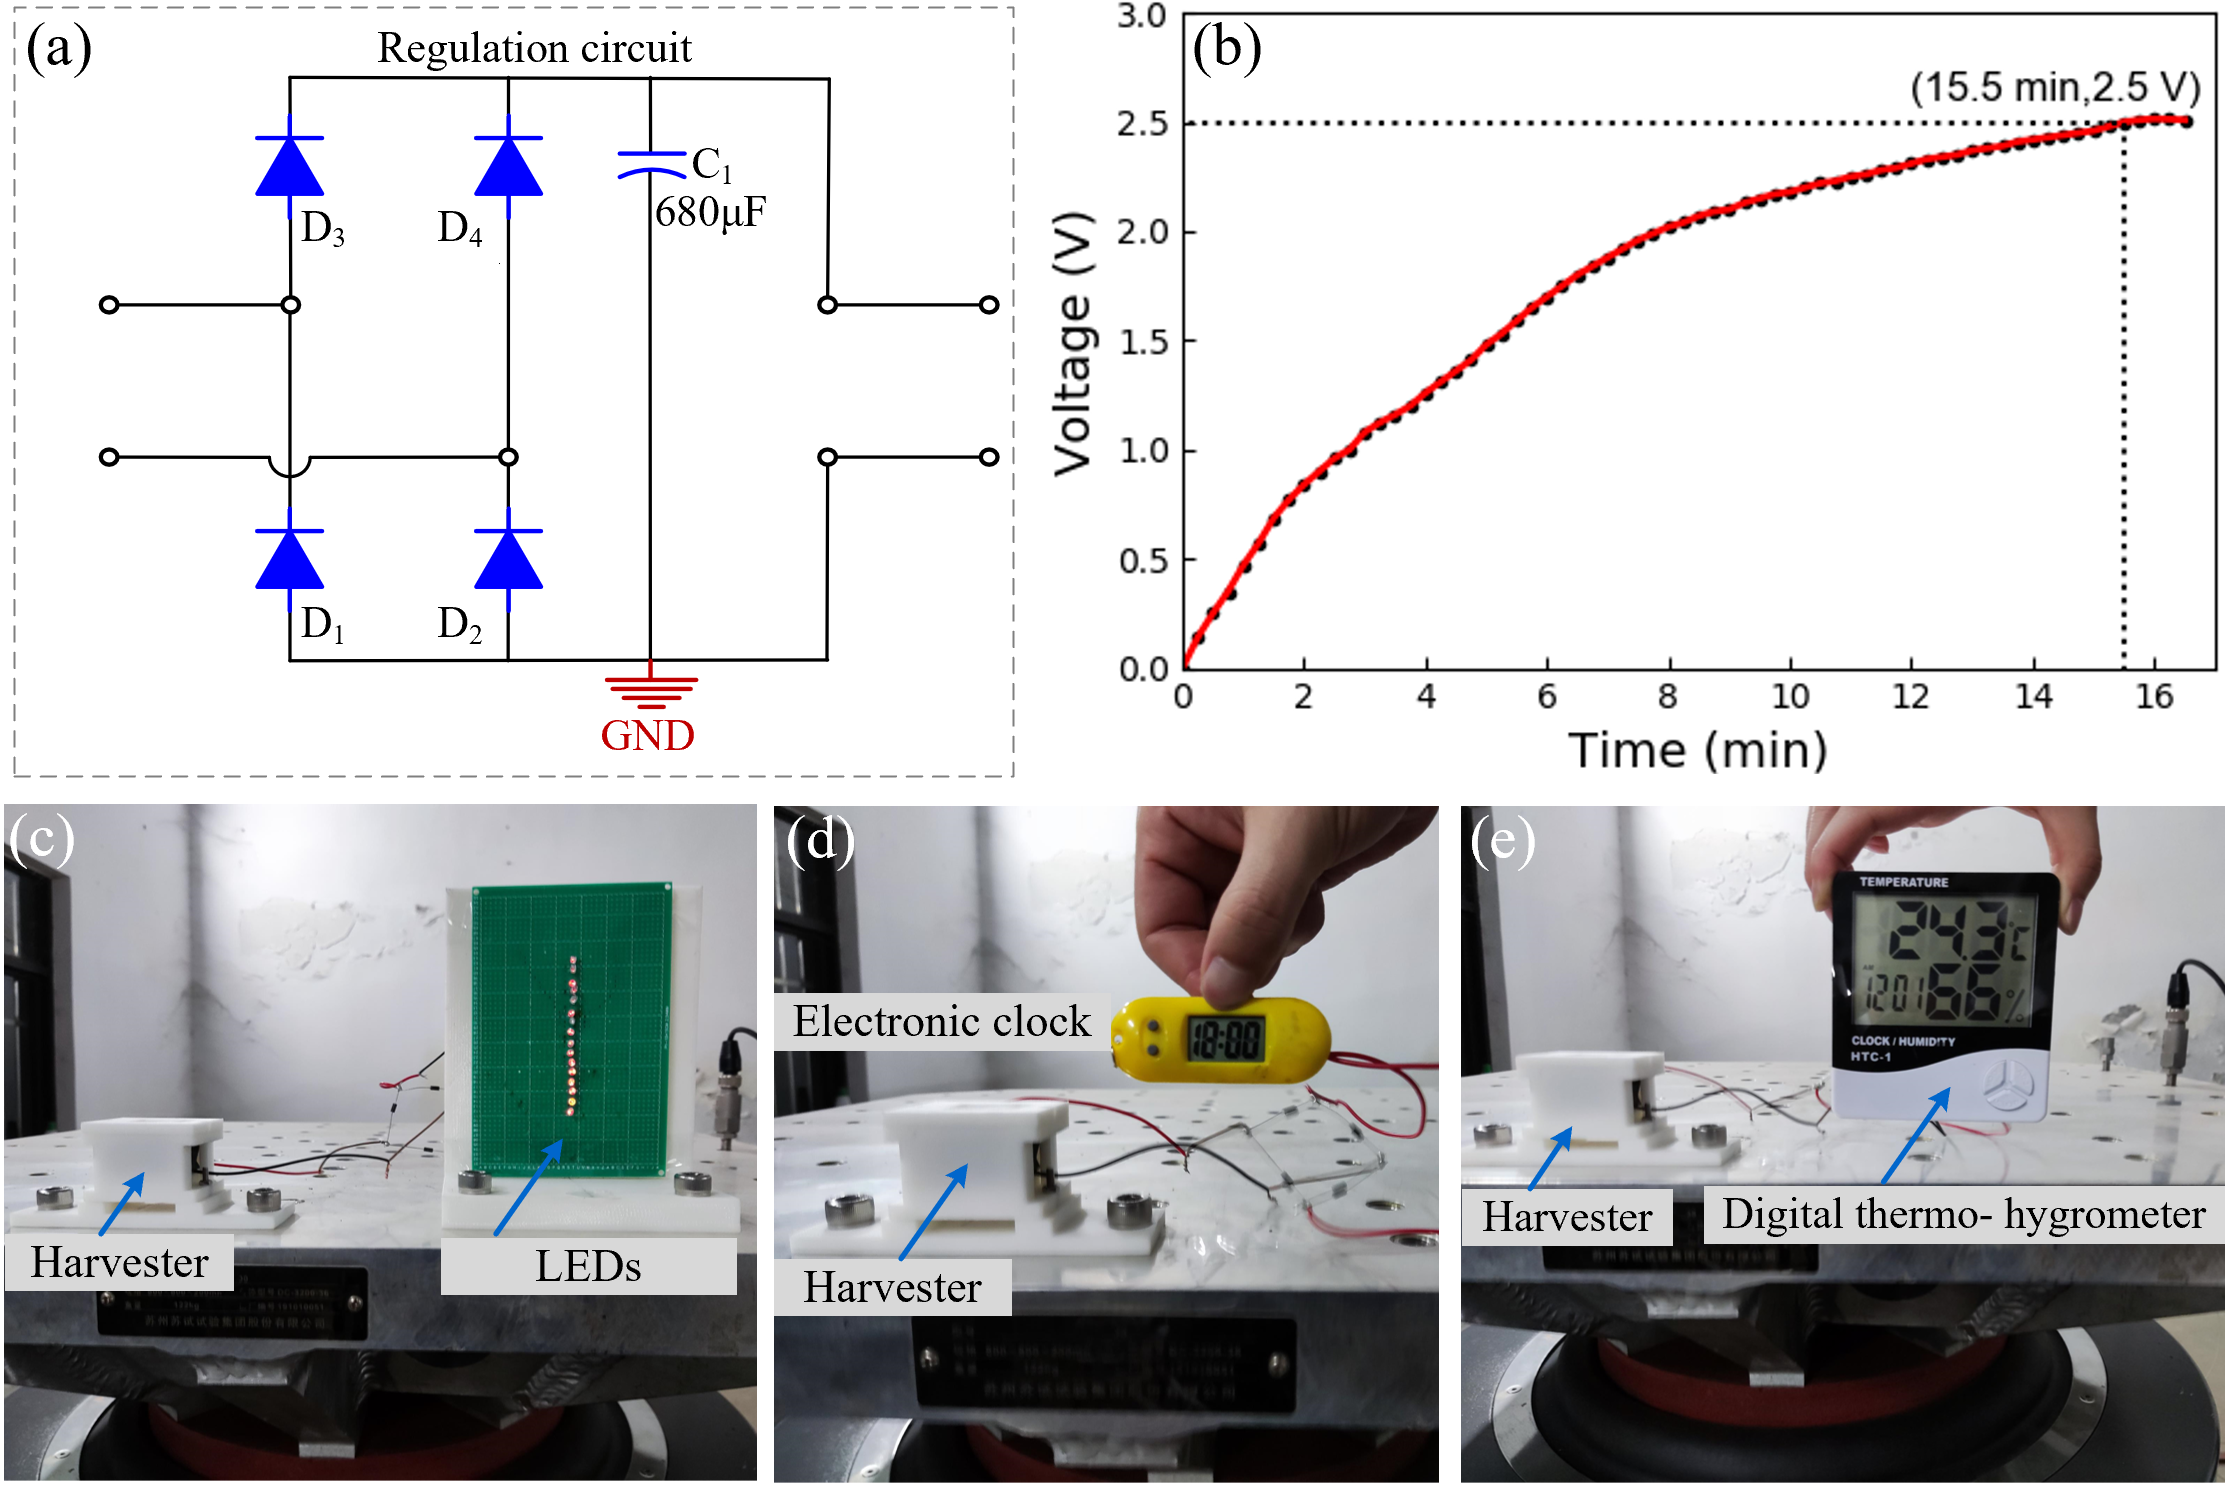 (a)
Regulation circuit
D₃
D₄
C₁
680μF
D₁
D₂
GND
(b)
(15.5 min,2.5 V)
3.0
2.5
2.0
1.5
1.0
0.5
0.0
Voltage (V)
0 2 4 6 8 10 12 14 16
Time (min)
(c)
Harvester
LEDs
(d)
Electronic clock
18:00
Harvester
(e)
TEMPERATURE
24.3℃
AM
12 01 66%
CLOCK / HUMIDITY
HTC-1
Harvester
Digital thermo- hygrometer